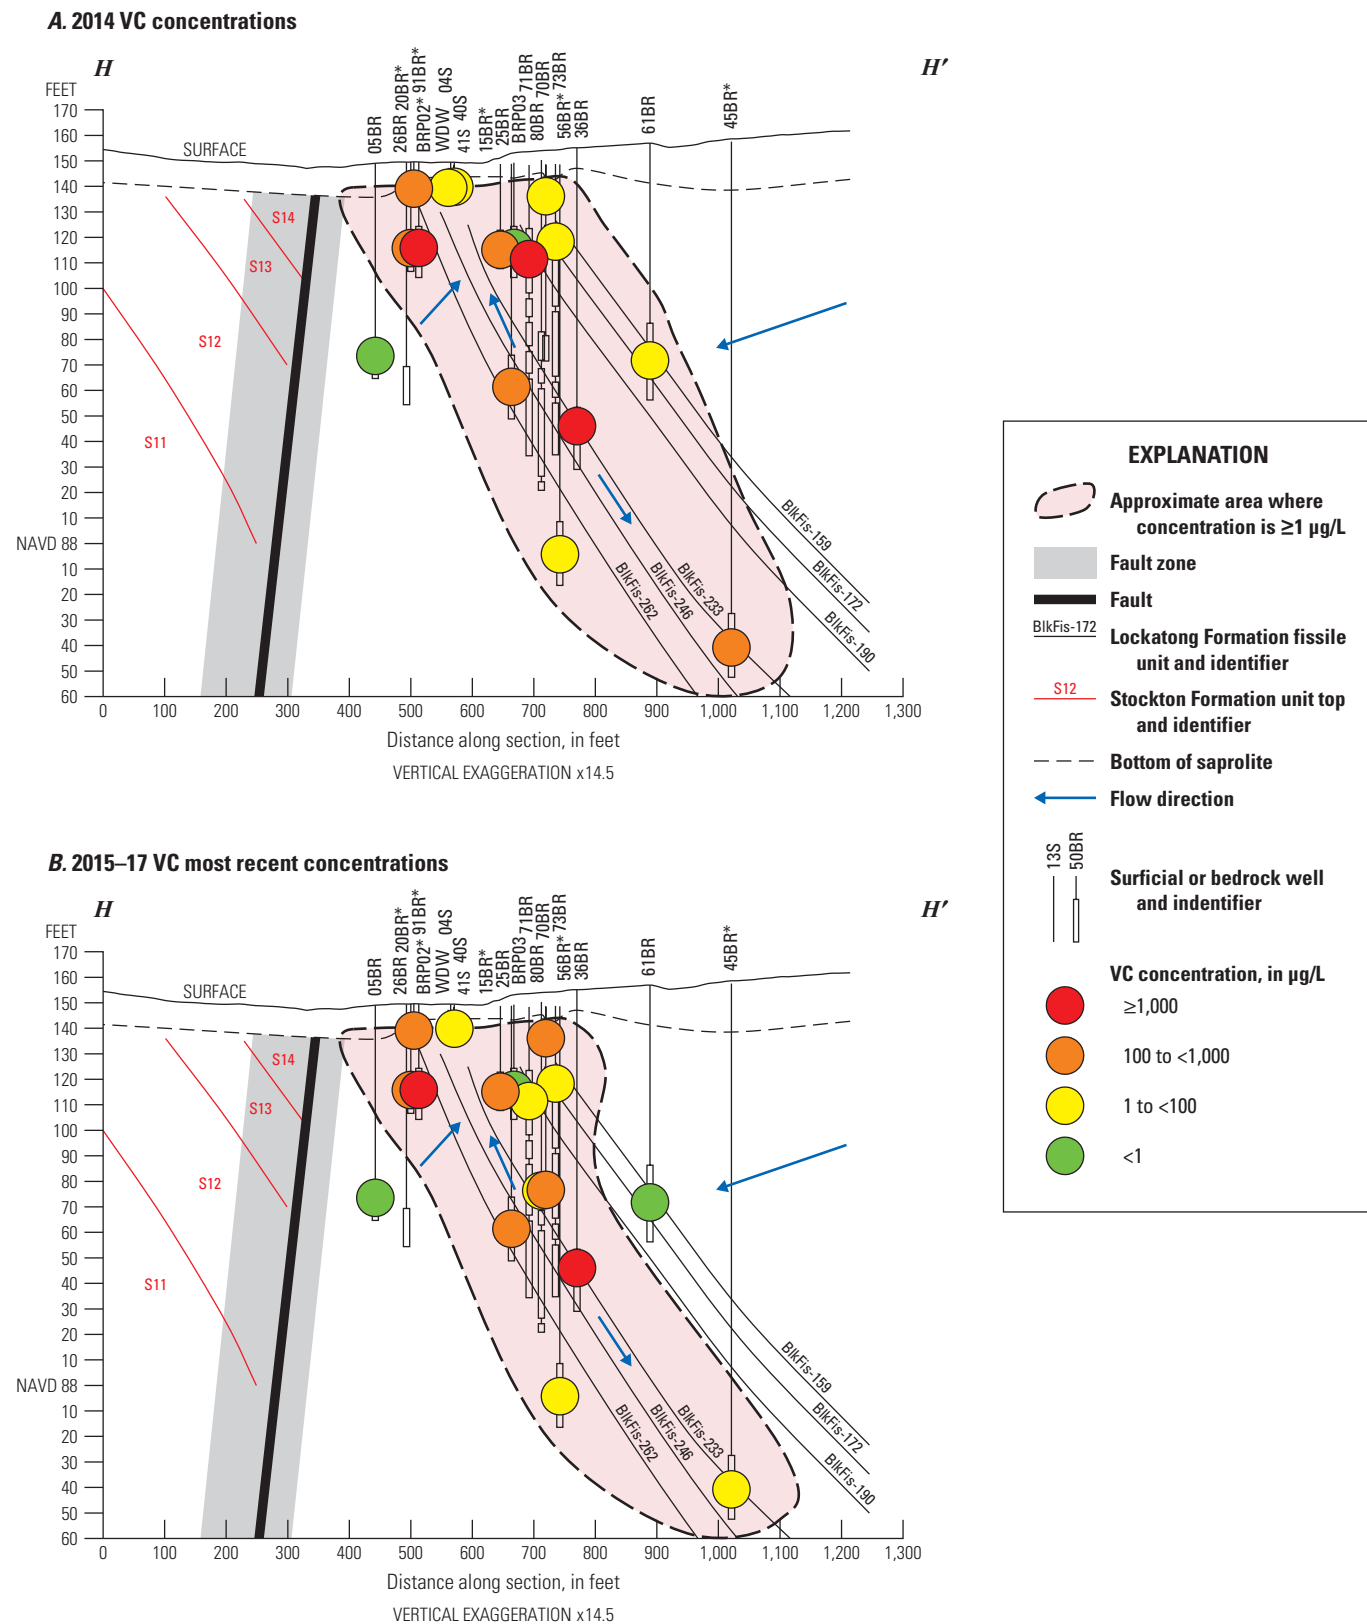 A. 2014 VC concentrations
H
H′
FEET
05BR
26BR
20BR*
BRP02*
91BR*
WDW
04S
41S
40S
15BR*
25BR
BRP03
71BR
80BR
70BR
56BR*
73BR
36BR
61BR
45BR*
170
160
150
140
130
120
110
100
90
80
70
60
50
40
30
20
10
NAVD 88
10
20
30
40
50
60
SURFACE
S14
S13
S12
S11
BlkFis-159
BlkFis-172
BlkFis-190
BlkFis-233
BlkFis-246
BlkFis-262
0 100 200 300 400 500 600 700 800 900 1,000 1,100 1,200 1,300
Distance along section, in feet
VERTICAL EXAGGERATION x14.5
B. 2015–17 VC most recent concentrations
H
H′
FEET
05BR
26BR
20BR*
BRP02*
91BR*
WDW
04S
41S
40S
15BR*
25BR
BRP03
71BR
80BR
70BR
56BR*
73BR
36BR
61BR
45BR*
170
160
150
140
130
120
110
100
90
80
70
60
50
40
30
20
10
NAVD 88
10
20
30
40
50
60
SURFACE
S14
S13
S12
S11
BlkFis-159
BlkFis-172
BlkFis-190
BlkFis-233
BlkFis-246
BlkFis-262
0 100 200 300 400 500 600 700 800 900 1,000 1,100 1,200 1,300
Distance along section, in feet
VERTICAL EXAGGERATION x14.5
EXPLANATION
Approximate area where
concentration is ≥1 µg/L
Fault zone
Fault
BlkFis-172
Lockatong Formation fissile
unit and identifier
S12
Stockton Formation unit top
and identifier
Bottom of saprolite
Flow direction
13S
50BR
Surficial or bedrock well
and indentifier
VC concentration, in µg/L
≥1,000
100 to <1,000
1 to <100
<1